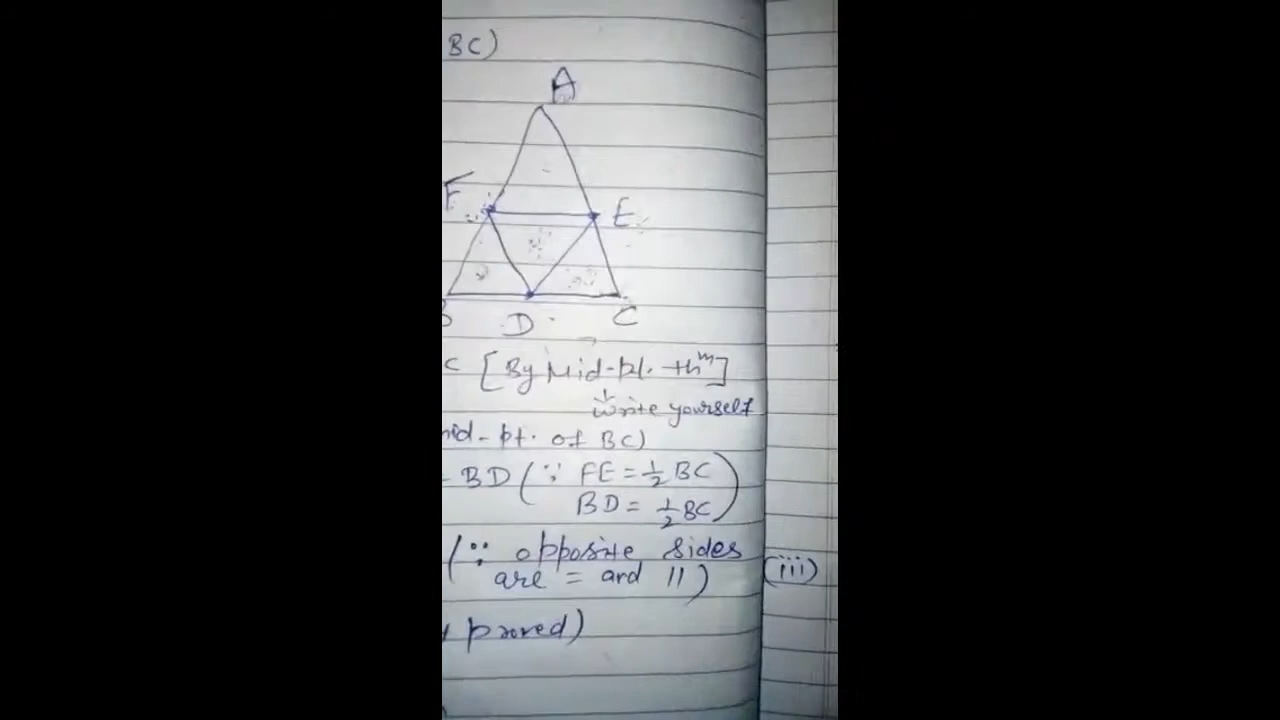 BC)
A
F
E
D
C
C [By Mid-pt. thm]
↓
write yourself
mid-pt. of BC)
= BD (∵ FE = 1/2 BC
BD = 1/2 BC)
(∵ opposite sides
are = and ||)
(iii)
proved)